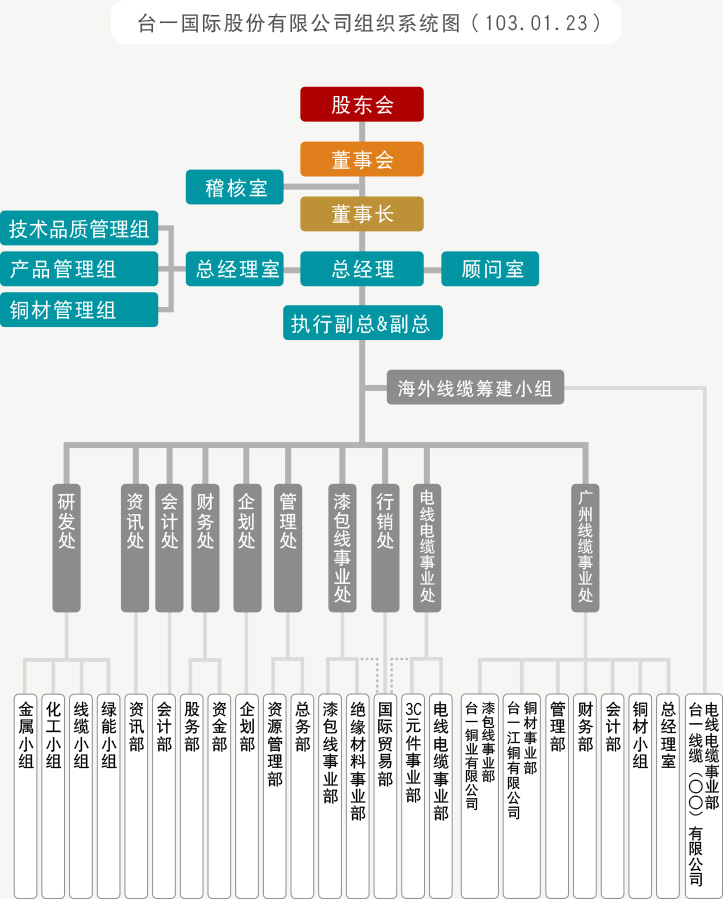 台一国际股份有限公司组织系统图（103.01.23）
股东会
董事会
稽核室
董事长
技术品质管理组
产品管理组
铜材管理组
总经理室
总经理
顾问室
执行副总&副总
海外线缆筹建小组
研发处
资讯处
会计处
财务处
企划处
管理处
漆包线事业处
行销处
电线电缆事业处
广州线缆事业处
金属小组
化工小组
线缆小组
绿能小组
资讯部
会计部
股务部
资金部
企划部
资源管理部
总务部
漆包线事业部
绝缘材料事业部
国际贸易部
3C元件事业部
电线电缆事业部
漆包线事业部
台一铜业有限公司
铜材事业部
台一江铜有限公司
管理部
财务部
会计部
铜材小组
总经理室
电线电缆事业部
台一线缆（〇〇）有限公司